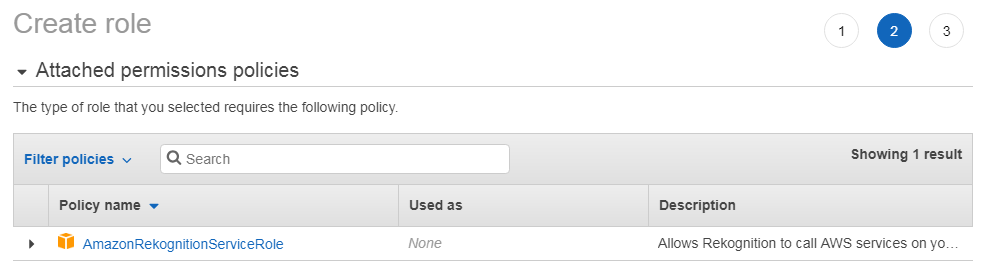 Create role
1 2 3
Attached permissions policies
The type of role that you selected requires the following policy.
Filter policies Search Showing 1 result
Policy name Used as Description
AmazonRekognitionServiceRole None Allows Rekognition to call AWS services on yo…